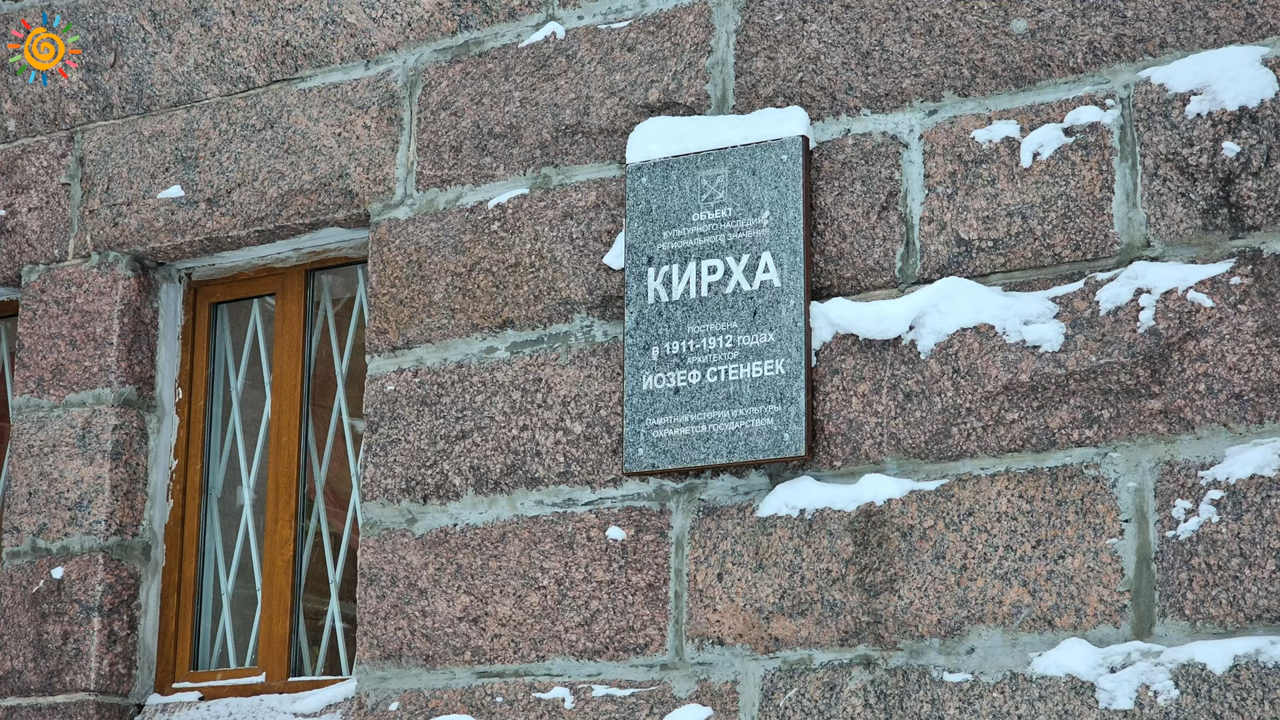 ОБЪЕКТ
КУЛЬТУРНОГО НАСЛЕДИЯ
РЕГИОНАЛЬНОГО ЗНАЧЕНИЯ
КИРХА
ПОСТРОЕНА
в 1911-1912 годах
АРХИТЕКТОР
ЙОЗЕФ СТЕНБЕК
ПАМЯТНИК ИСТОРИИ И КУЛЬТУРЫ
ОХРАНЯЕТСЯ ГОСУДАРСТВОМ